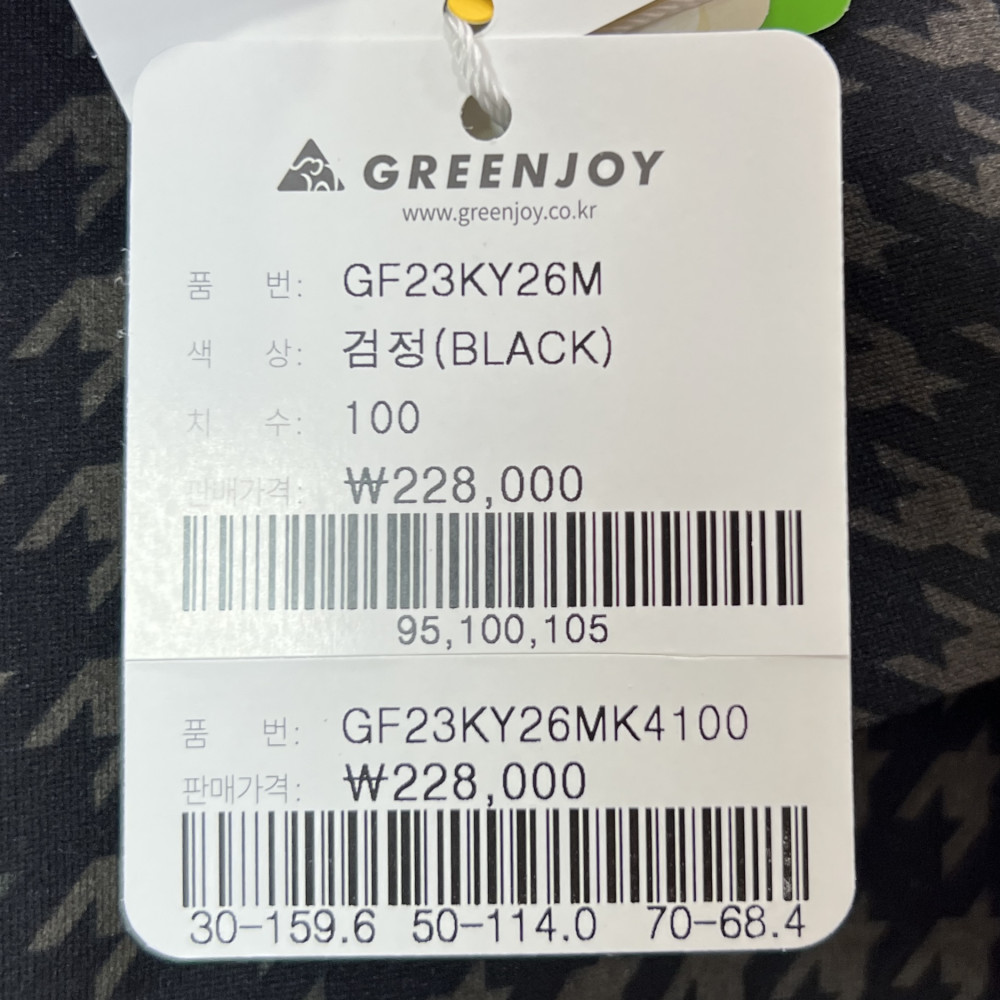 GREENJOY
www.greenjoy.co.kr
품 번: GF23KY26M
색 상: 검정(BLACK)
치 수: 100
판매가격: ₩228,000
95,100,105
품 번: GF23KY26MK4100
판매가격: ₩228,000
30-159.6 50-114.0 70-68.4